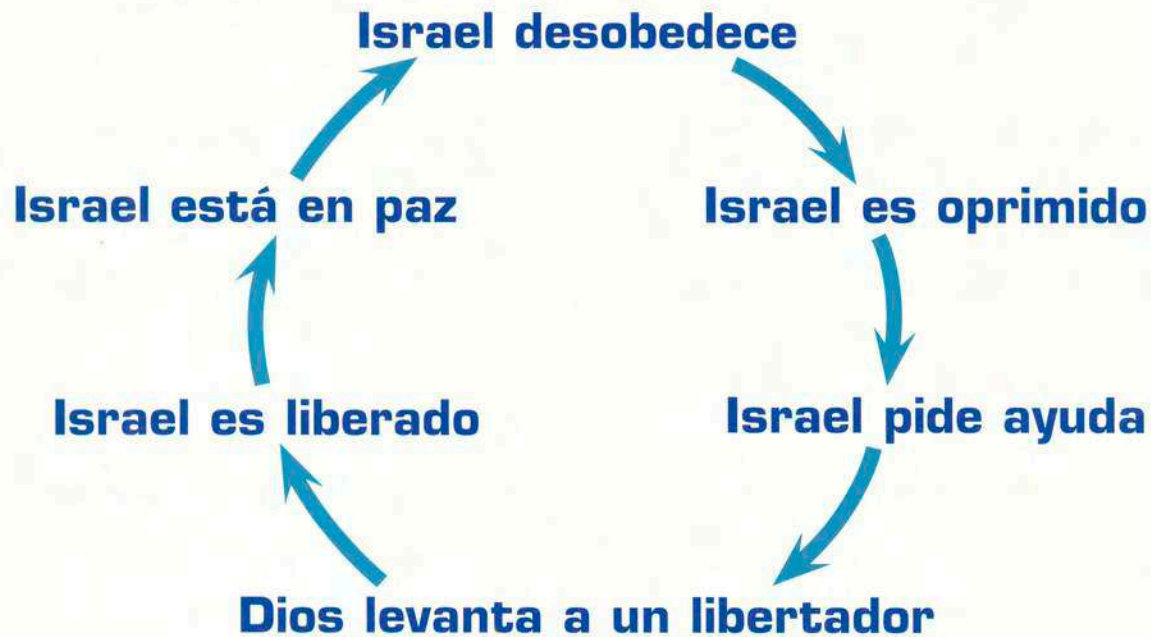 Israel desobedece
Israel es oprimido
Israel pide ayuda
Dios levanta a un libertador
Israel es liberado
Israel está en paz